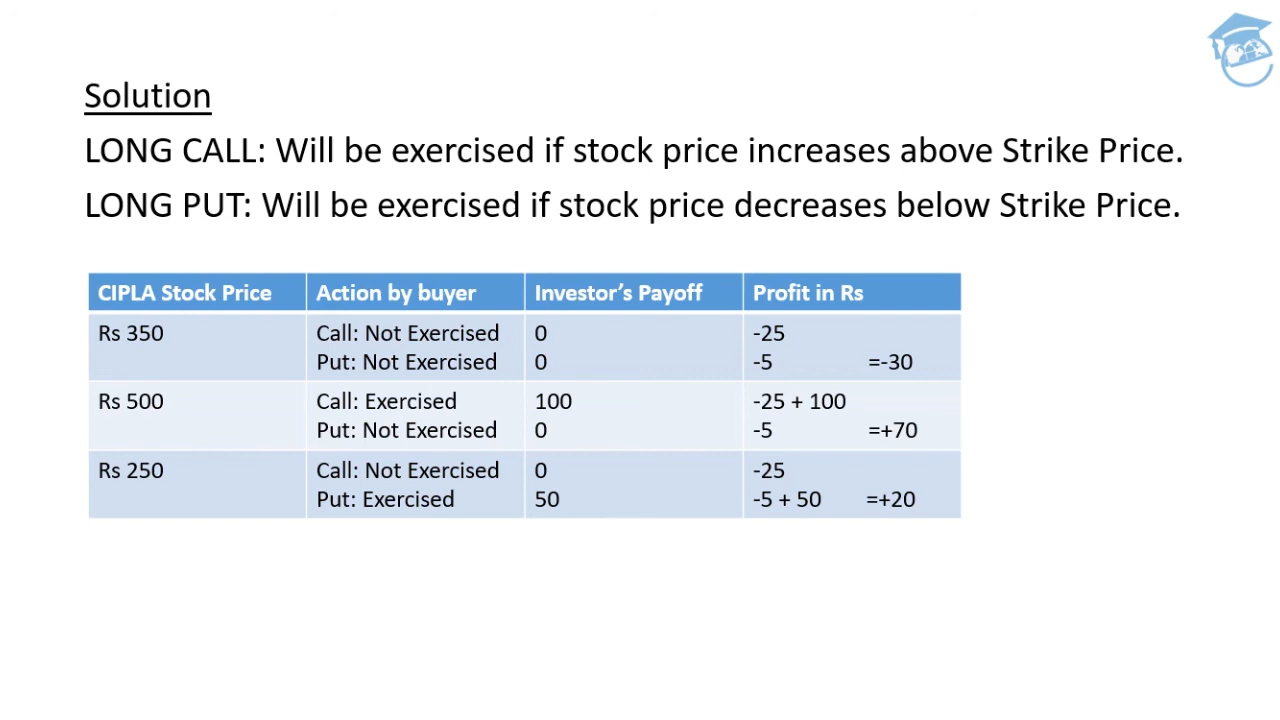 Solution
LONG CALL: Will be exercised if stock price increases above Strike Price.
LONG PUT: Will be exercised if stock price decreases below Strike Price.
CIPLA Stock Price Action by buyer Investor’s Payoff Profit in Rs
Rs 350 Call: Not Exercised 0 -25
Put: Not Exercised 0 -5 =-30
Rs 500 Call: Exercised 100 -25 + 100
Put: Not Exercised 0 -5 =+70
Rs 250 Call: Not Exercised 0 -25
Put: Exercised 50 -5 + 50 =+20